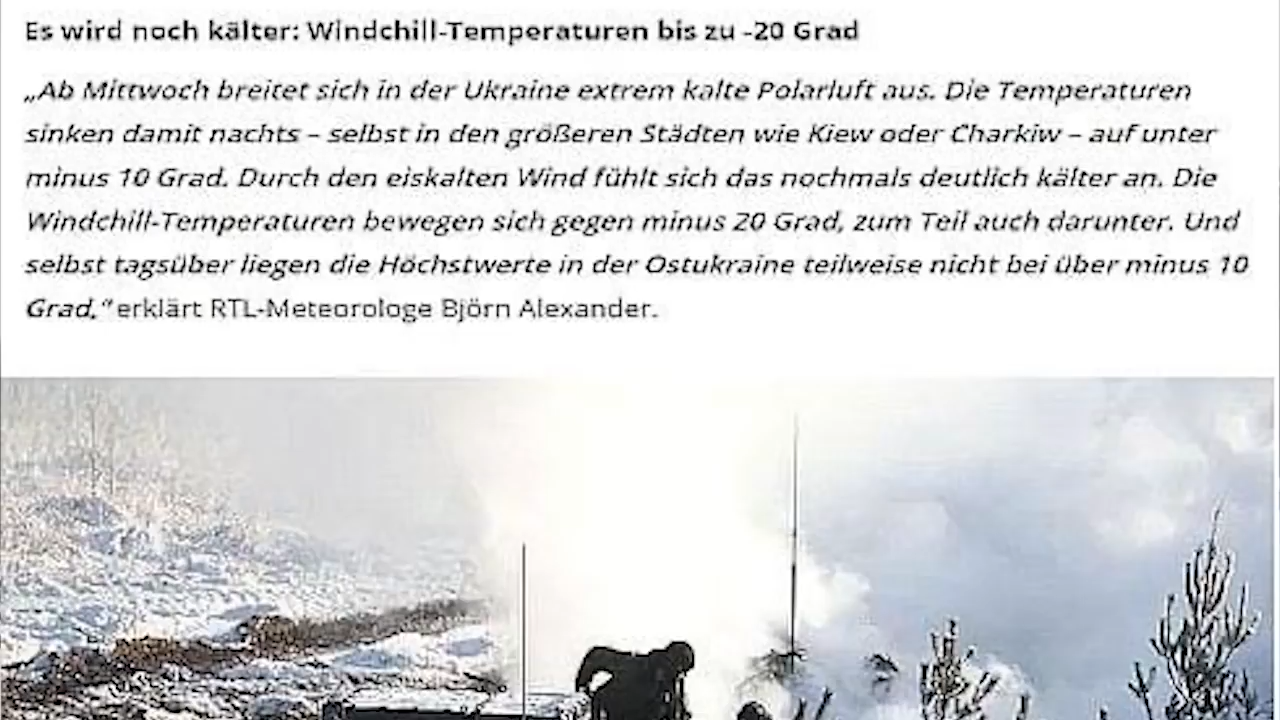 Es wird noch kälter: Windchill-Temperaturen bis zu -20 Grad
„Ab Mittwoch breitet sich in der Ukraine extrem kalte Polarluft aus. Die Temperaturen
sinken damit nachts – selbst in den größeren Städten wie Kiew oder Charkiw – auf unter
minus 10 Grad. Durch den eiskalten Wind fühlt sich das nochmals deutlich kälter an. Die
Windchill-Temperaturen bewegen sich gegen minus 20 Grad, zum Teil auch darunter. Und
selbst tagsüber liegen die Höchstwerte in der Ostukraine teilweise nicht bei über minus 10
Grad.“ erklärt RTL-Meteorologe Björn Alexander.